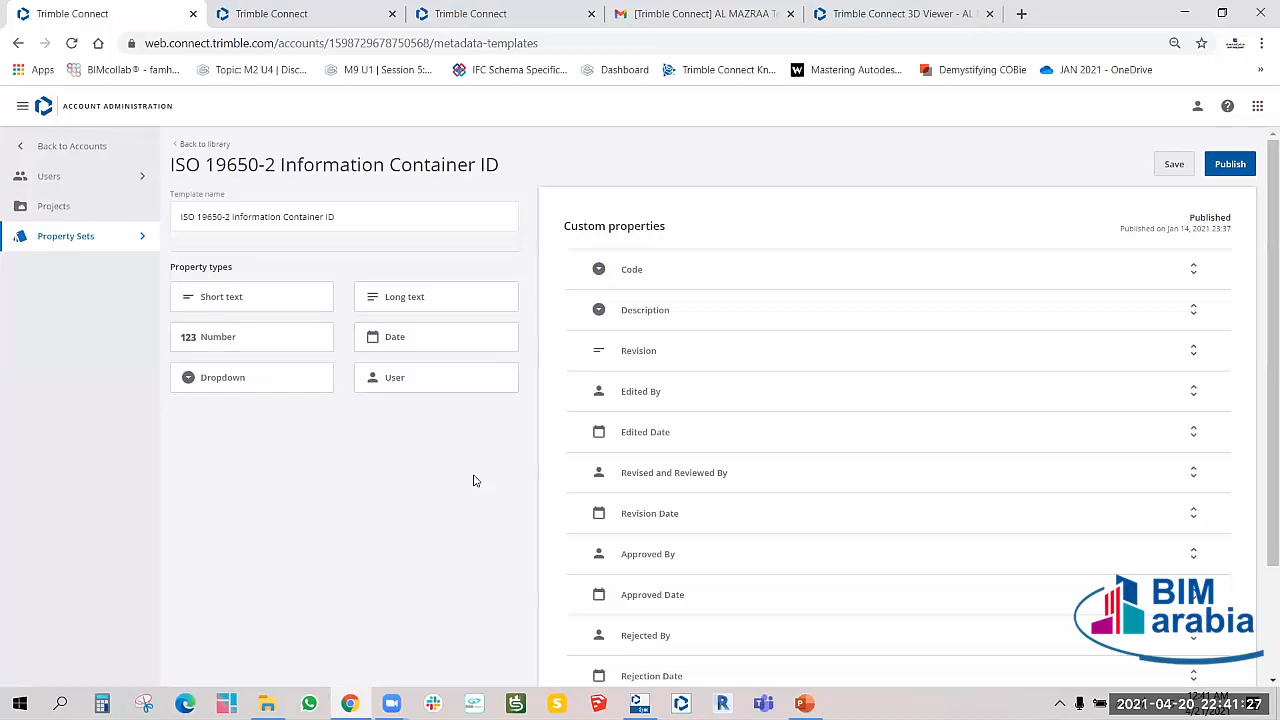 Trimble Connect
Trimble Connect
Trimble Connect
[Trimble Connect] AL MAZRAA T
Trimble Connect 3D Viewer - AL
web.connect.trimble.com/accounts/1598729678750568/metadata-templates
Apps
BIMcollab® - famh...
Topic: M2 U4 | Disc...
M9 U1 | Session 5:...
IFC Schema Specific...
Dashboard
Trimble Connect Kn...
Mastering Autodes...
Demystifying COBie
JAN 2021 - OneDrive
»
ACCOUNT ADMINISTRATION
Back to Accounts
Users
Projects
Property Sets
Back to library
ISO 19650-2 Information Container ID
Save
Publish
Template name
ISO 19650-2 Information Container ID
Property types
Short text
Long text
123 Number
Date
Dropdown
User
Custom properties
Published
Published on Jan 14, 2021 23:37
Code
Description
Revision
Edited By
Edited Date
Revised and Reviewed By
Revision Date
Approved By
Approved Date
Rejected By
Rejection Date
BIM
arabia
12:41 AM
2021-04-20 22:41:27